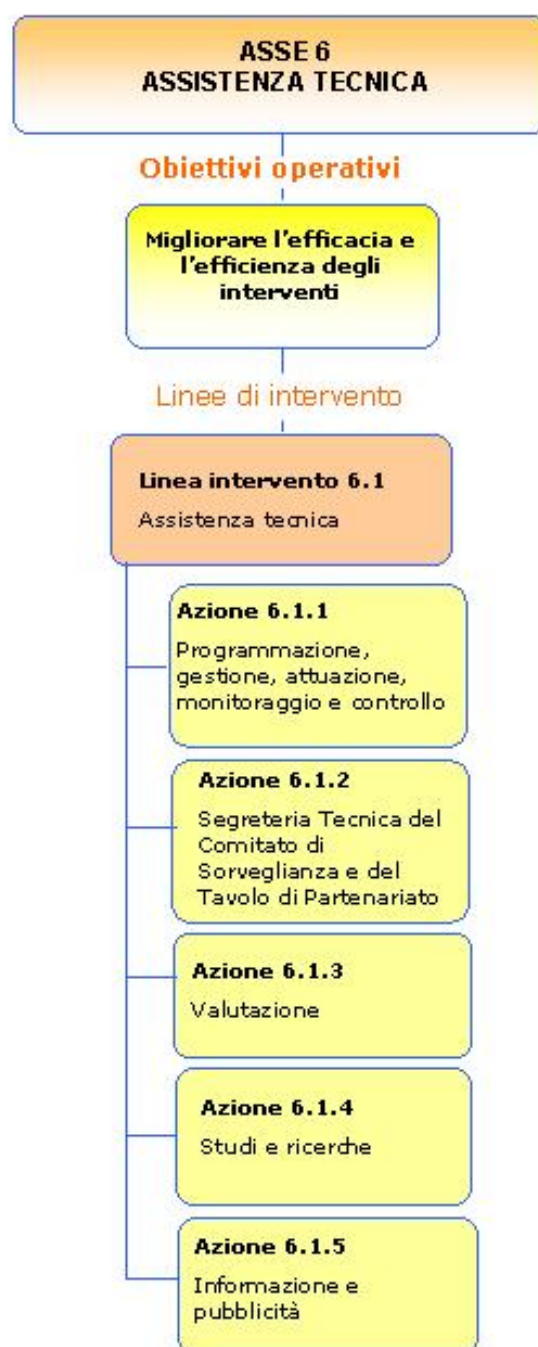 ASSE 6
ASSISTENZA TECNICA
Obiettivi operativi
Migliorare l'efficacia e
l'efficienza degli
interventi
Linee di intervento
Linea intervento 6.1
Assistenza tecnica
Azione 6.1.1
Programmazione,
gestione, attuazione,
monitoraggio e controllo
Azione 6.1.2
Segreteria Tecnica del
Comitato di
Sorveglianza e del
Tavolo di Partenariato
Azione 6.1.3
Valutazione
Azione 6.1.4
Studi e ricerche
Azione 6.1.5
Informazione e
pubblicità